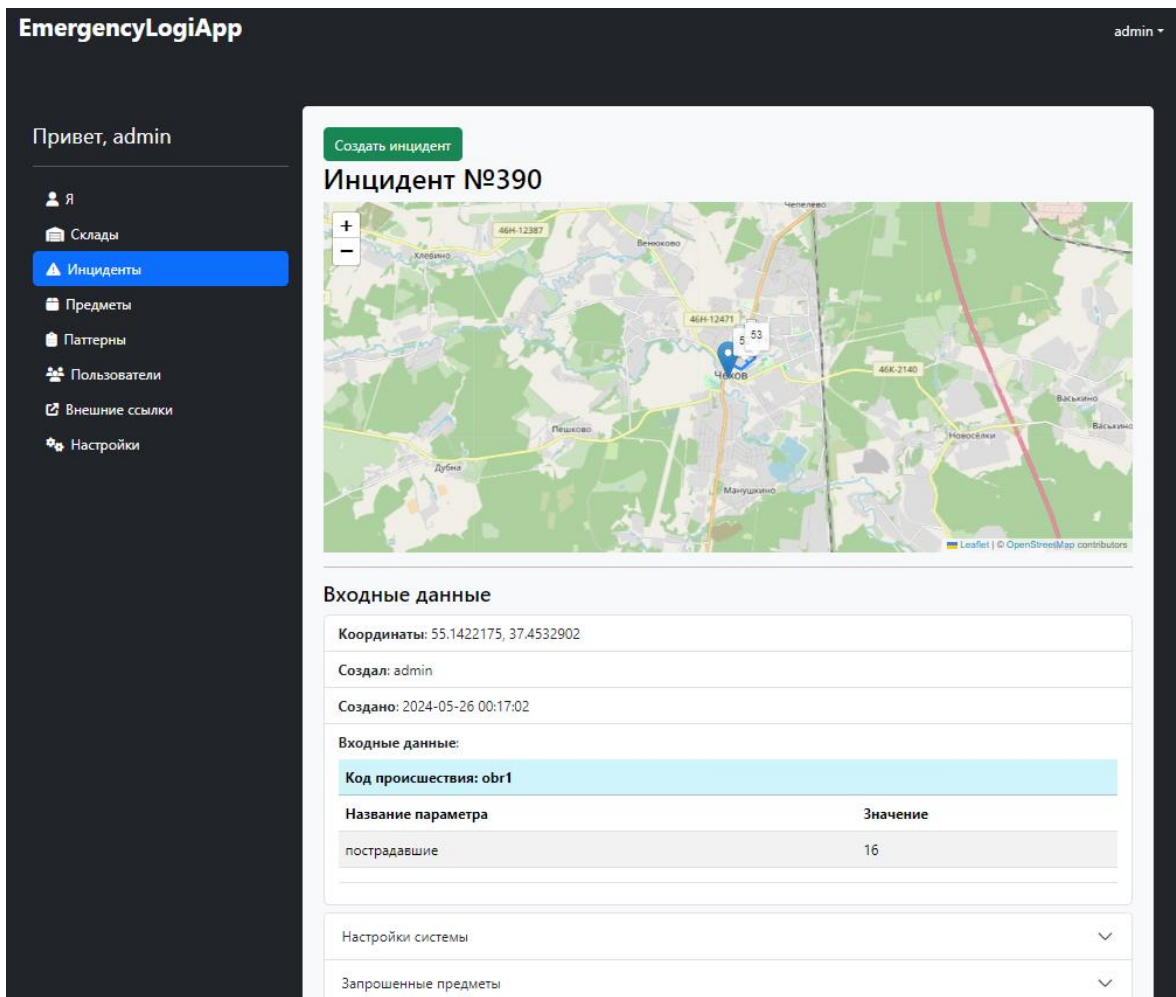 EmergencyLogiApp
admin
Привет, admin
Я
Склады
Инциденты
Предметы
Паттерны
Пользователи
Внешние ссылки
Настройки
Создать инцидент
Инцидент №390
+
−
Чепелево
46Н-12387
Венюково
Хлевино
46Н-12471
53
5
Чехов
46К-2140
Васькино
Васькино
Пешково
Новосёлки
Дубна
Манушкино
Leaflet | © OpenStreetMap contributors
Входные данные
Координаты: 55.1422175, 37.4532902
Создал: admin
Создано: 2024-05-26 00:17:02
Входные данные:
Код происшествия: obr1
Название параметра Значение
пострадавшие 16
Настройки системы
Запрошенные предметы